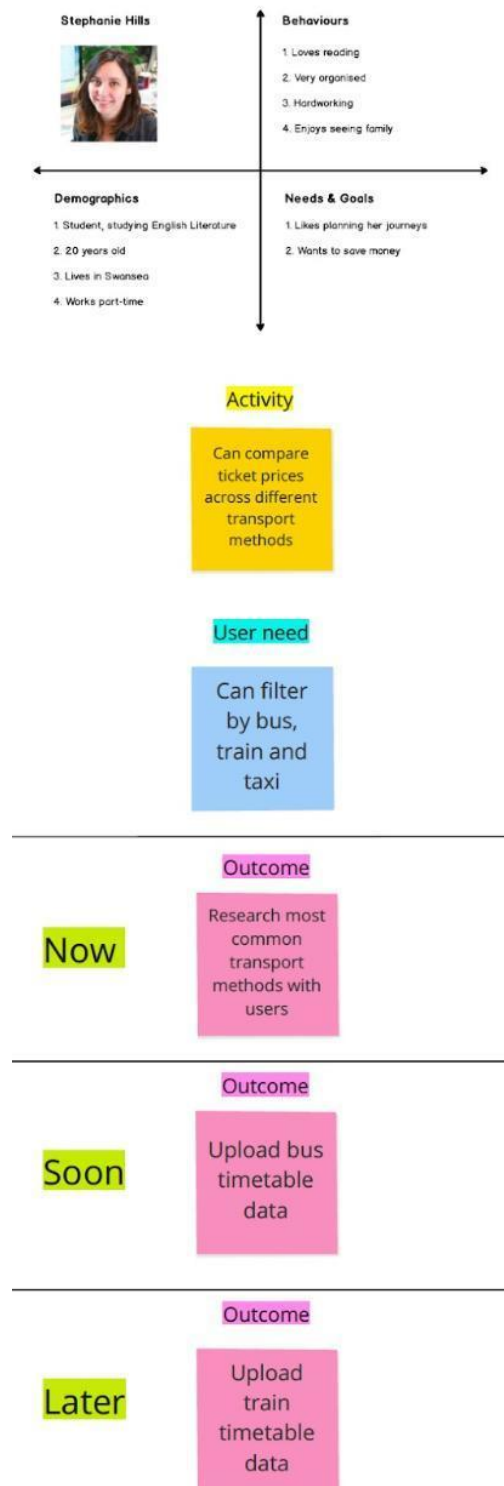 Stephanie Hills
Behaviours
1. Loves reading
2. Very organised
3. Hardworking
4. Enjoys seeing family
Demographics
1. Student, studying English Literature
2. 20 years old
3. Lives in Swansea
4. Works part-time
Needs & Goals
1. Likes planning her journeys
2. Wants to save money
Activity
Can compare
ticket prices
across different
transport
methods
User need
Can filter
by bus,
train and
taxi
Outcome
Now
Research most
common
transport
methods with
users
Outcome
Soon
Upload bus
timetable
data
Outcome
Later
Upload
train
timetable
data